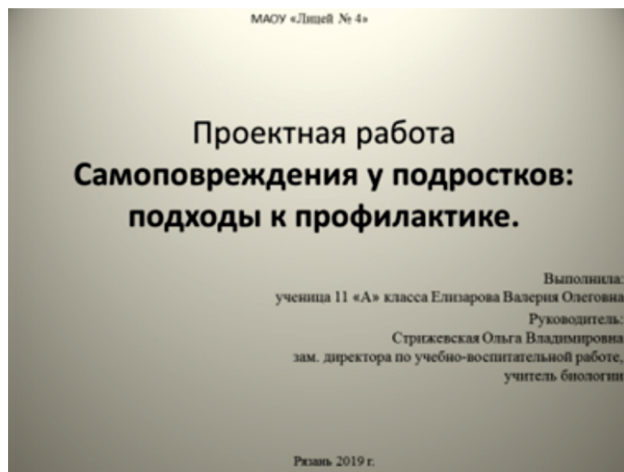 МАОУ «Лицей № 4»
Проектная работа
Самоповреждения у подростков:
подходы к профилактике.
Выполнила:
ученица 11 «А» класса Елизарова Валерия Олеговна
Руководитель:
Стрижевская Ольга Владимировна
зам. директора по учебно-воспитательной работе,
учитель биологии
Рязань 2019 г.